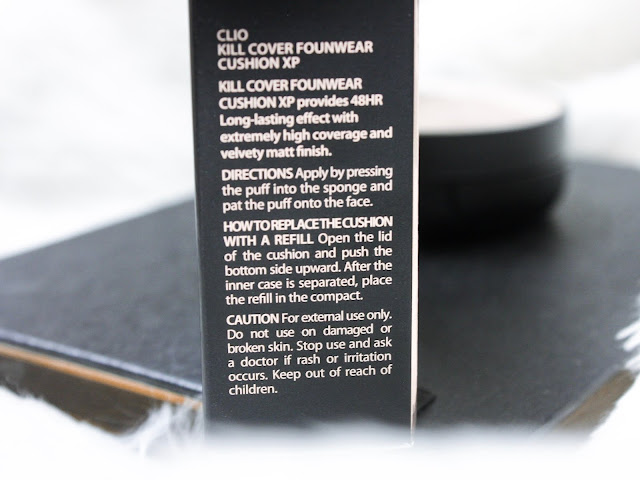 CLIO
KILL COVER FOUNWEAR
CUSHION XP
KILL COVER FOUNWEAR
CUSHION XP provides 48HR
Long-lasting effect with
extremely high coverage and
velvety matt finish.
DIRECTIONS Apply by pressing
the puff into the sponge and
pat the puff onto the face.
HOW TO REPLACE THE CUSHION
WITH A REFILL Open the lid
of the cushion and push the
bottom side upward. After the
inner case is separated, place
the refill in the compact.
CAUTION For external use only.
Do not use on damaged or
broken skin. Stop use and ask
a doctor if rash or irritation
occurs. Keep out of reach of
children.